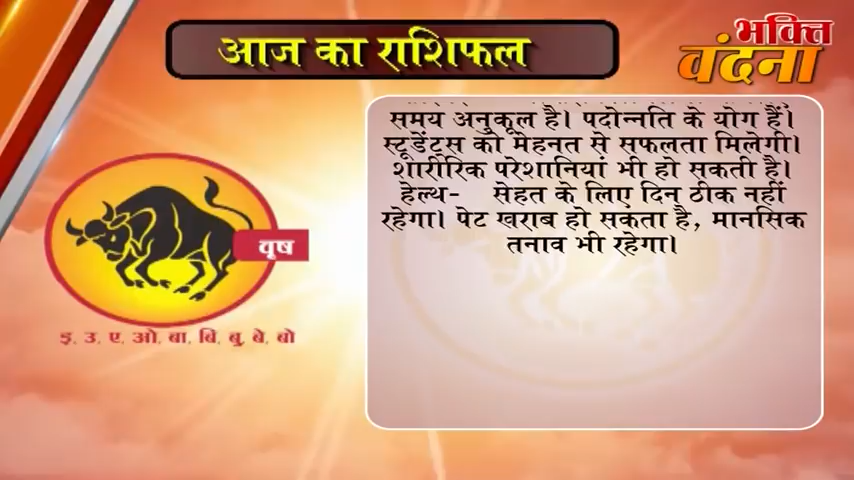 आज का राशिफल
भक्ति
वंदना
समय अनुकूल है। पदोन्नति के योग हैं।
स्टूडेंट्स को मेहनत से सफलता मिलेगी।
शारीरिक परेशानियां भी हो सकती है।
हेल्थ- सेहत के लिए दिन ठीक नहीं
रहेगा। पेट खराब हो सकता है, मानसिक
तनाव भी रहेगा।
वृष
इ, उ, ए, ओ, बा, बि, बु, बे, बो